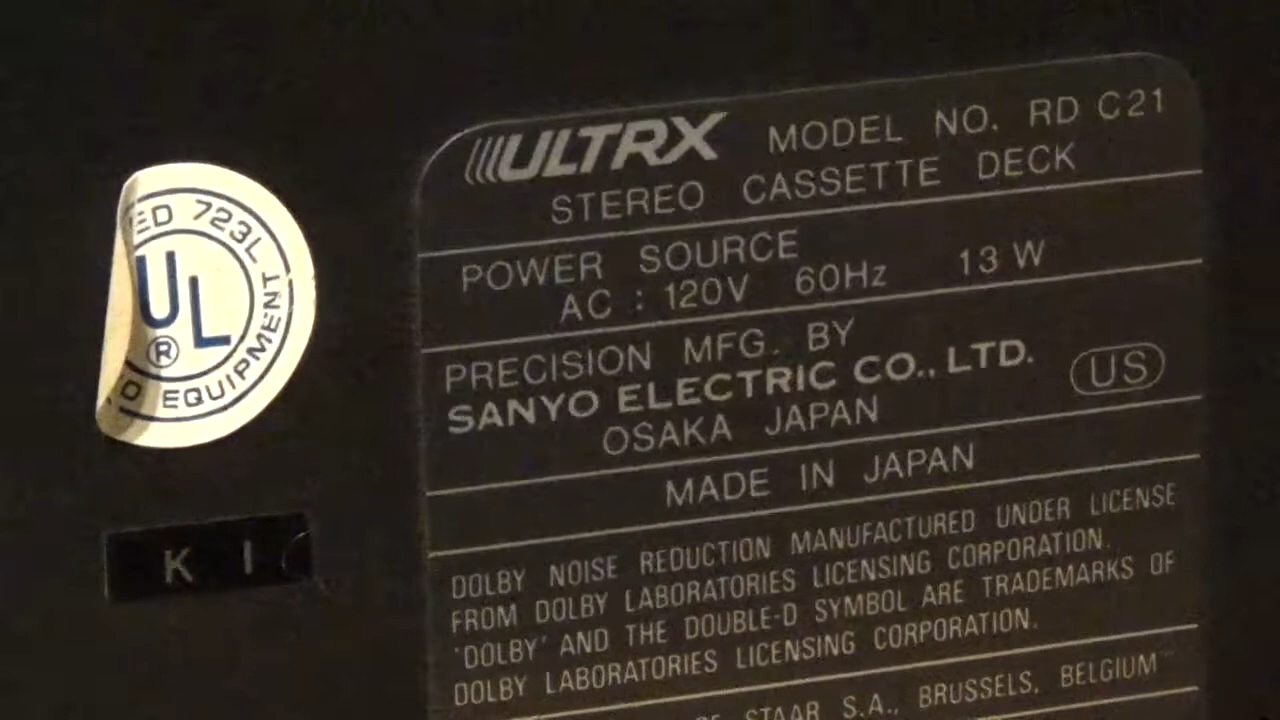 ULTRX MODEL NO. RD C21
STEREO CASSETTE DECK
POWER SOURCE
AC : 120V 60Hz 13 W
PRECISION MFG. BY
SANYO ELECTRIC CO., LTD.
OSAKA JAPAN
US
MADE IN JAPAN
DOLBY NOISE REDUCTION MANUFACTURED UNDER LICENSE
FROM DOLBY LABORATORIES LICENSING CORPORATION.
'DOLBY' AND THE DOUBLE-D SYMBOL ARE TRADEMARKS OF
DOLBY LABORATORIES LICENSING CORPORATION.
STAAR S.A., BRUSSELS, BELGIUM
723L
UL
®
EQUIPMENT
K I